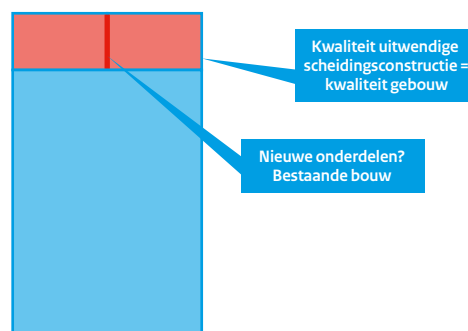 Kwaliteit uitwendige
scheidingsconstructie =
kwaliteit gebouw
Nieuwe onderdelen?
Bestaande bouw